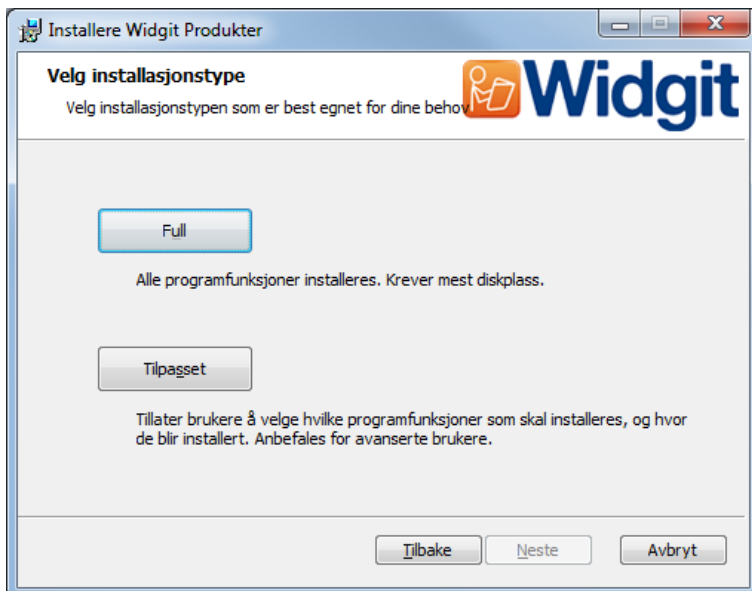 Installere Widgit Produkter
Velg installasjonstype
Velg installasjonstypen som er best egnet for dine behov
Widgit
Full
Alle programfunksjoner installeres. Krever mest diskplass.
Tilpasset
Tillater brukere å velge hvilke programfunksjoner som skal installeres, og hvor
de blir installert. Anbefales for avanserte brukere.
Tilbake
Neste
Avbryt